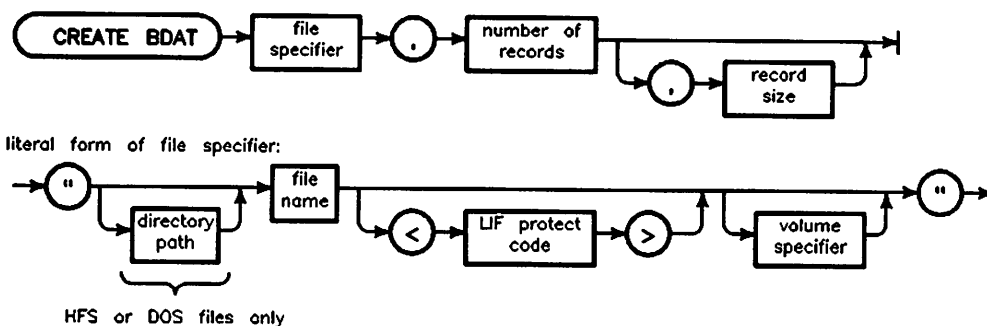 CREATE BDAT
file
specifier
,
number of
records
,
record
size
literal form of file specifier:
"
directory
path
file
name
<
LIF protect
code
>
volume
specifier
"
HFS or DOS files only